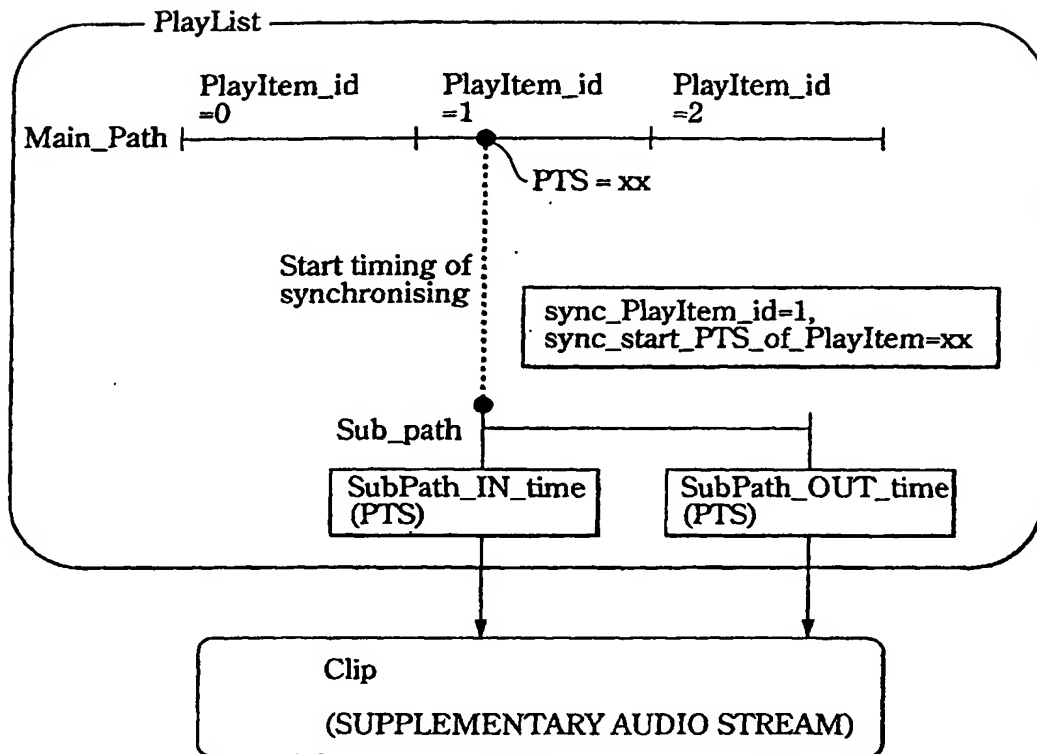 PlayList
PlayItem_id
=0
PlayItem_id
=1
PlayItem_id
=2
Main_Path
PTS = xx
Start timing of
synchronising
sync_PlayItem_id=1,
sync_start_PTS_of_PlayItem=xx
Sub_path
SubPath_IN_time
(PTS)
SubPath_OUT_time
(PTS)
Clip
(SUPPLEMENTARY AUDIO STREAM)